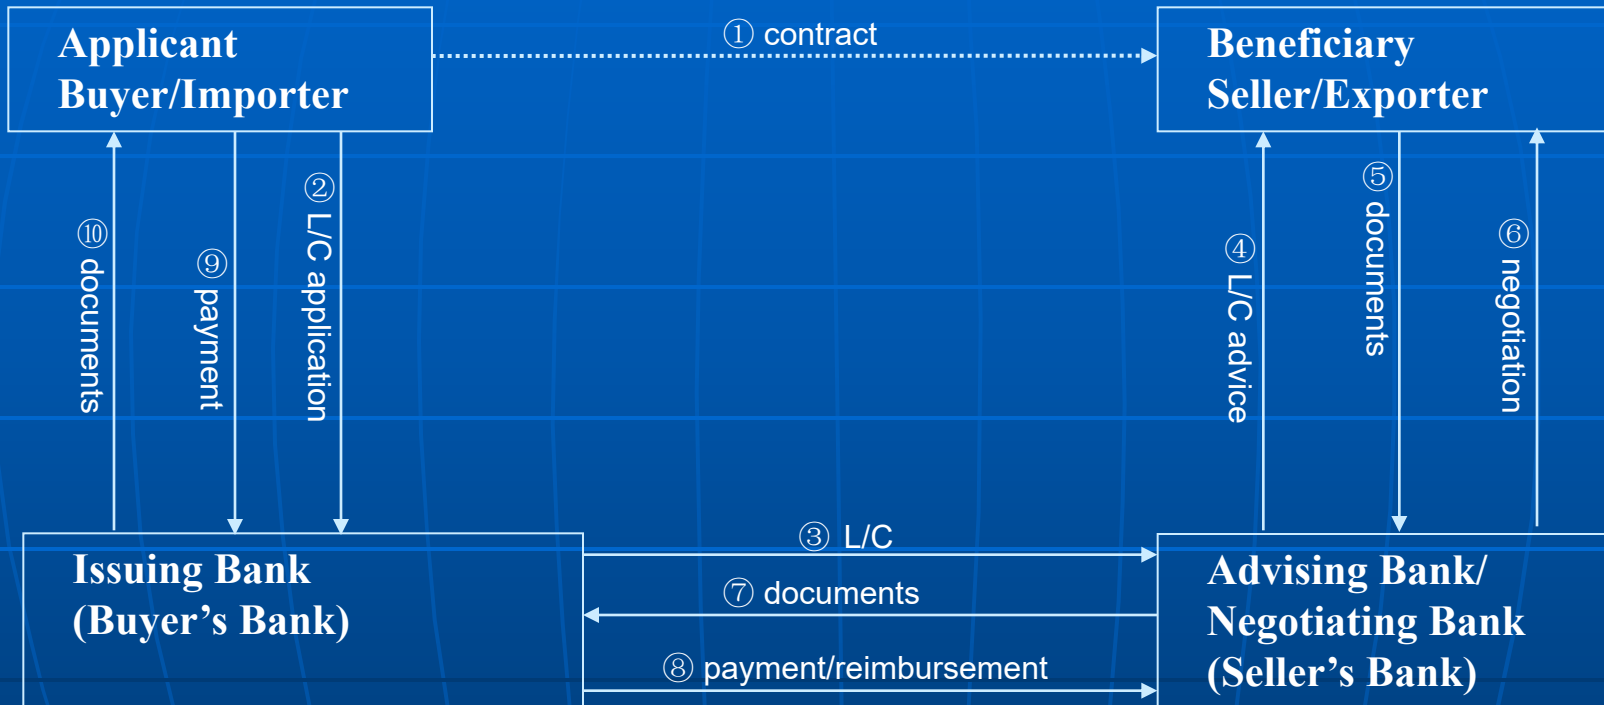 Applicant
Buyer/Importer
① contract
Beneficiary
Seller/Exporter
⑩ documents
⑨ payment
② L/C application
④ L/C advice
⑤ documents
⑥ negotiation
Issuing Bank
(Buyer’s Bank)
③ L/C
⑦ documents
⑧ payment/reimbursement
Advising Bank/
Negotiating Bank
(Seller’s Bank)